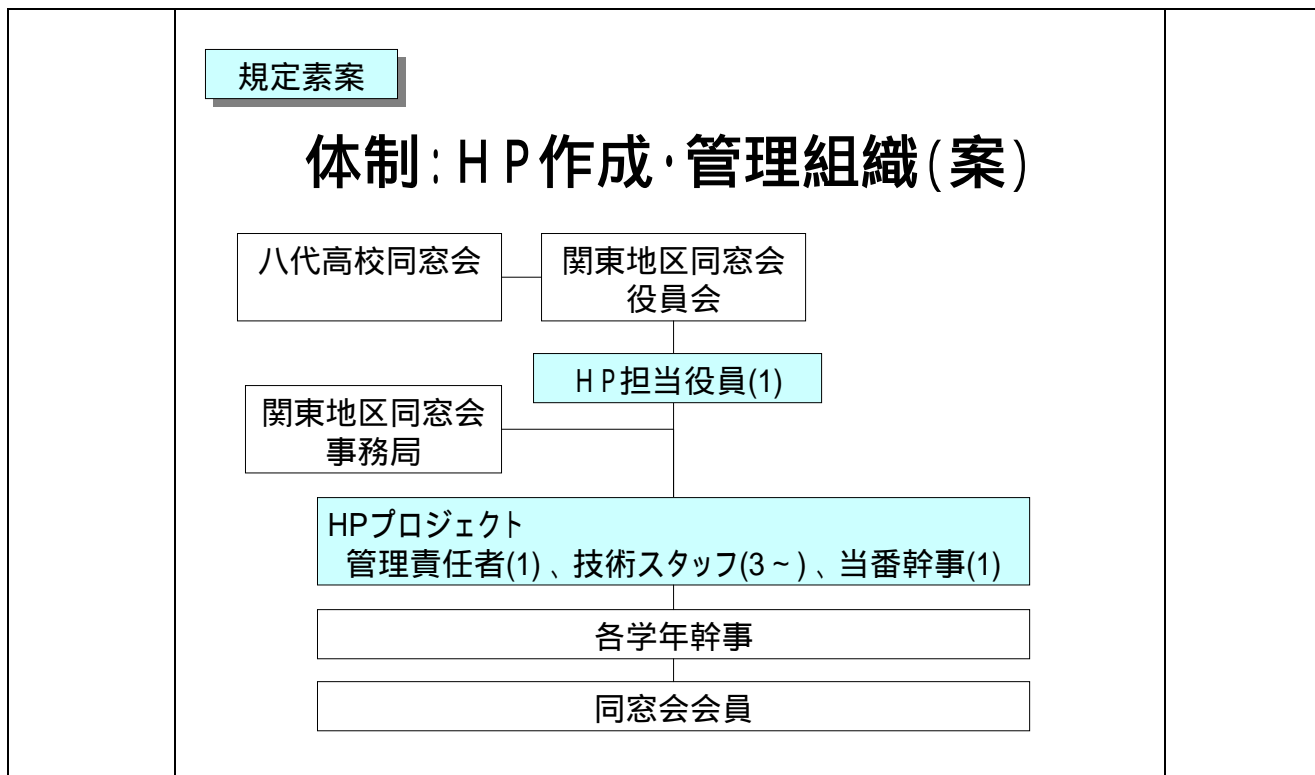 規定素案
体制:HP作成・管理組織(案)
八代高校同窓会
関東地区同窓会
役員会
HP担当役員(1)
関東地区同窓会
事務局
HPプロジェクト
管理責任者(1)、技術スタッフ(3~)、当番幹事(1)
各学年幹事
同窓会会員